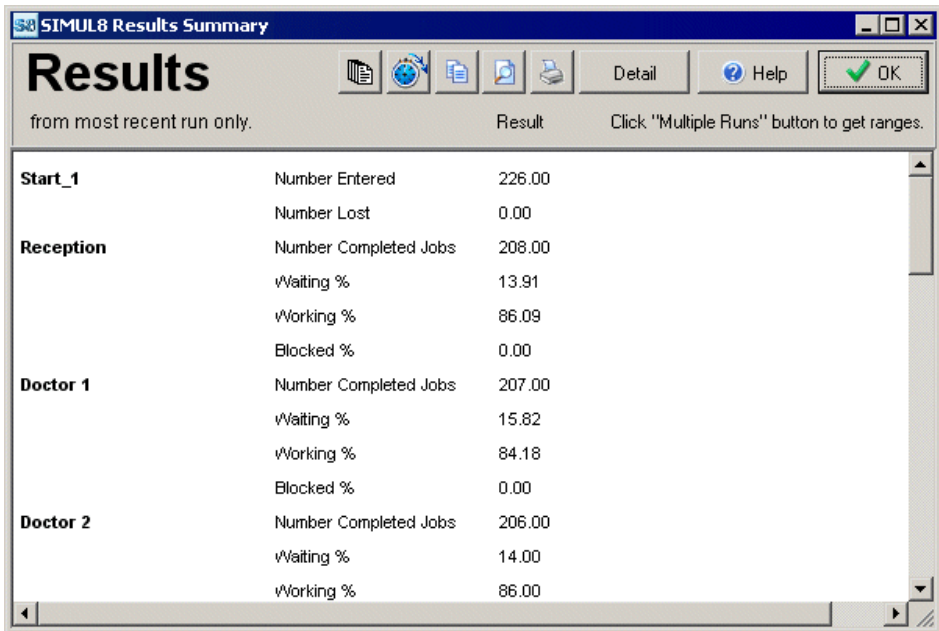 S8 SIMUL8 Results Summary
Results Detail Help OK
from most recent run only. Result Click "Multiple Runs" button to get ranges.
Start_1 Number Entered 226.00
Number Lost 0.00
Reception Number Completed Jobs 208.00
Waiting % 13.91
Working % 86.09
Blocked % 0.00
Doctor 1 Number Completed Jobs 207.00
Waiting % 15.82
Working % 84.18
Blocked % 0.00
Doctor 2 Number Completed Jobs 206.00
Waiting % 14.00
Working % 86.00